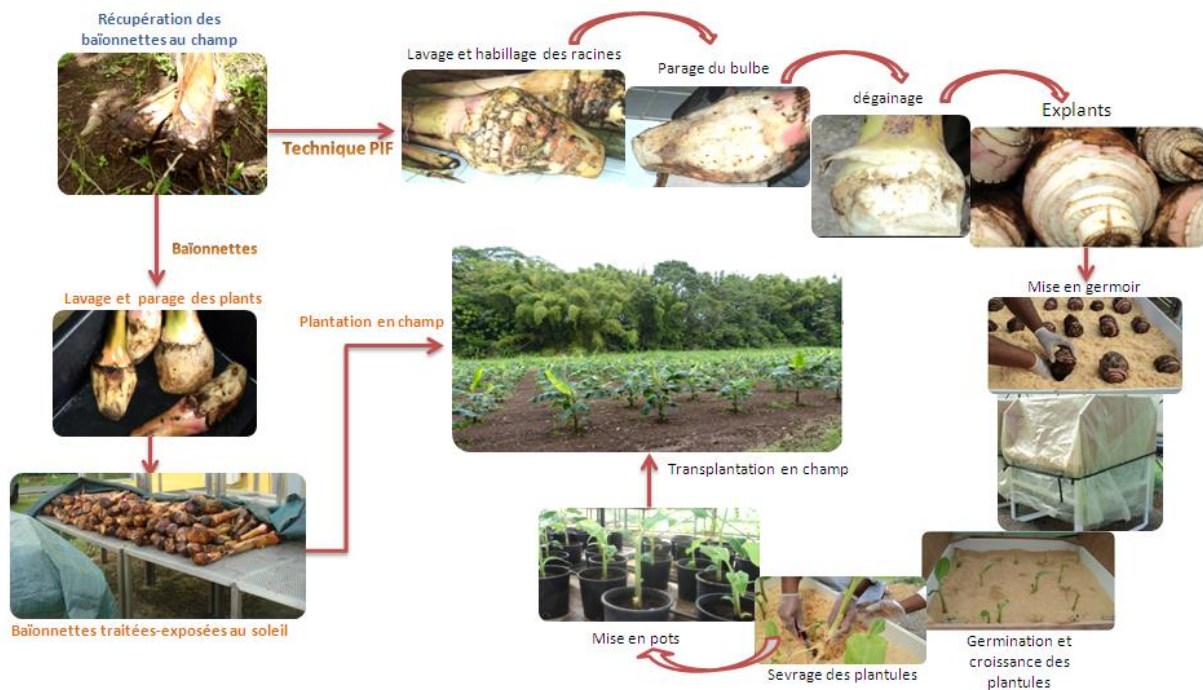 Récupération des
baïonnettes au champ
Technique PIF
Lavage et habillage des racines
Parage du bulbe
dégainage
Explants
Mise en germoir
Germination et
croissance des
plantules
Sevrage des plantules
Mise en pots
Transplantation en champ
Baïonnettes
Lavage et parage des plants
Baïonnettes traitées-exposées au soleil
Plantation en champ